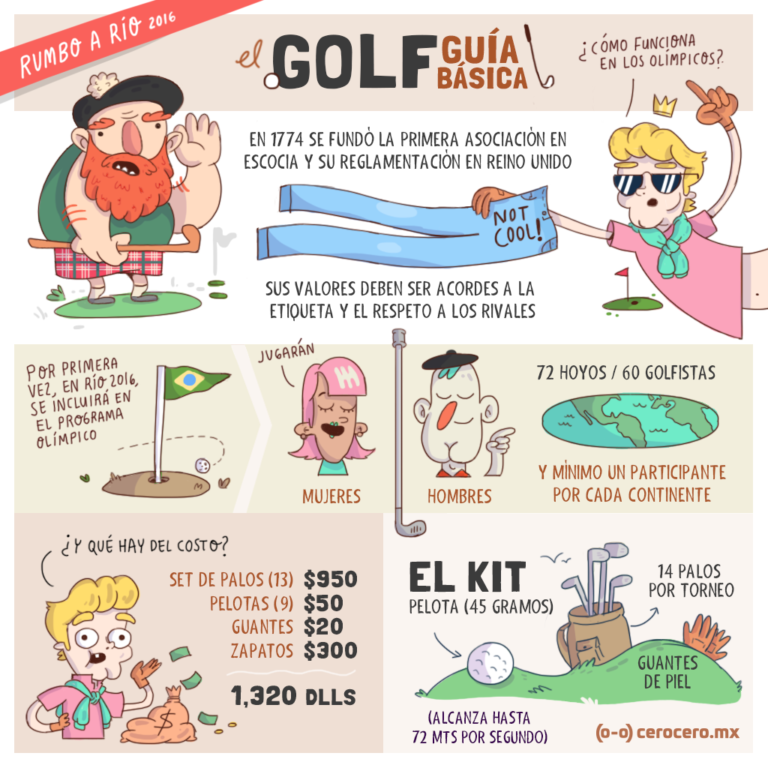 RUMBO A RÍO 2016
el GOLF GUÍA BÁSICA
¿CÓMO FUNCIONA
EN LOS OLÍMPICOS?
EN 1774 SE FUNDÓ LA PRIMERA ASOCIACIÓN EN
ESCOCIA Y SU REGLAMENTACIÓN EN REINO UNIDO
NOT
COOL!
SUS VALORES DEBEN SER ACORDES A LA
ETIQUETA Y EL RESPETO A LOS RIVALES
POR PRIMERA
VEZ, EN RÍO 2016,
SE INCLUIRÁ EN
EL PROGRAMA
OLÍMPICO
JUGARÁN
MUJERES
HOMBRES
72 HOYOS / 60 GOLFISTAS
Y MÍNIMO UN PARTICIPANTE
POR CADA CONTINENTE
¿Y QUÉ HAY DEL COSTO?
SET DE PALOS (13) $950
PELOTAS (9) $50
GUANTES $20
ZAPATOS $300
1,320 DLLS
$
EL KIT
PELOTA (45 GRAMOS)
14 PALOS
POR TORNEO
GUANTES
DE PIEL
(ALCANZA HASTA
72 MTS POR SEGUNDO)
(o-o) cerocero.mx